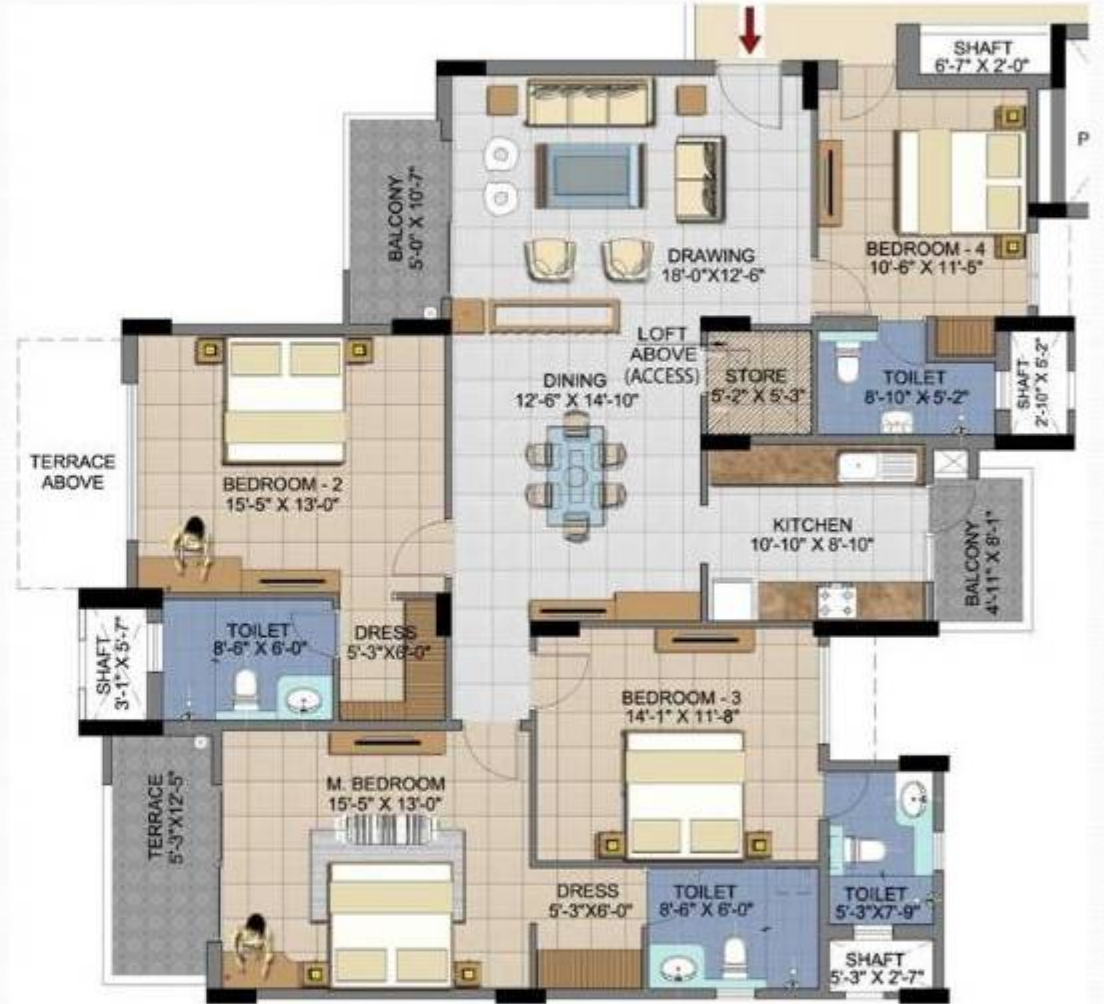 SHAFT
6'-7" X 2'-0"
P
BALCONY
5'-0" X 10'-7"
DRAWING
18'-0"X12'-6"
BEDROOM - 4
10'-6" X 11'-5"
LOFT
ABOVE
(ACCESS)
STORE
5'-2" X 5'-3"
TOILET
8'-10" X 5'-2"
SHAFT
2'-10" X 5'-2"
DINING
12'-6" X 14'-10"
TERRACE
ABOVE
BEDROOM - 2
15'-5" X 13'-0"
KITCHEN
10'-10" X 8'-10"
BALCONY
4'-11" X 8'-1"
SHAFT
3'-1" X 5'-7"
TOILET
8'-6" X 6'-0"
DRESS
5'-3"X6'-0"
BEDROOM - 3
14'-1" X 11'-8"
TERRACE
5'-3"X12'-5"
M. BEDROOM
15'-5" X 13'-0"
DRESS
5'-3"X6'-0"
TOILET
8'-6" X 6'-0"
TOILET
5'-3"X7'-9"
SHAFT
5'-3" X 2'-7"